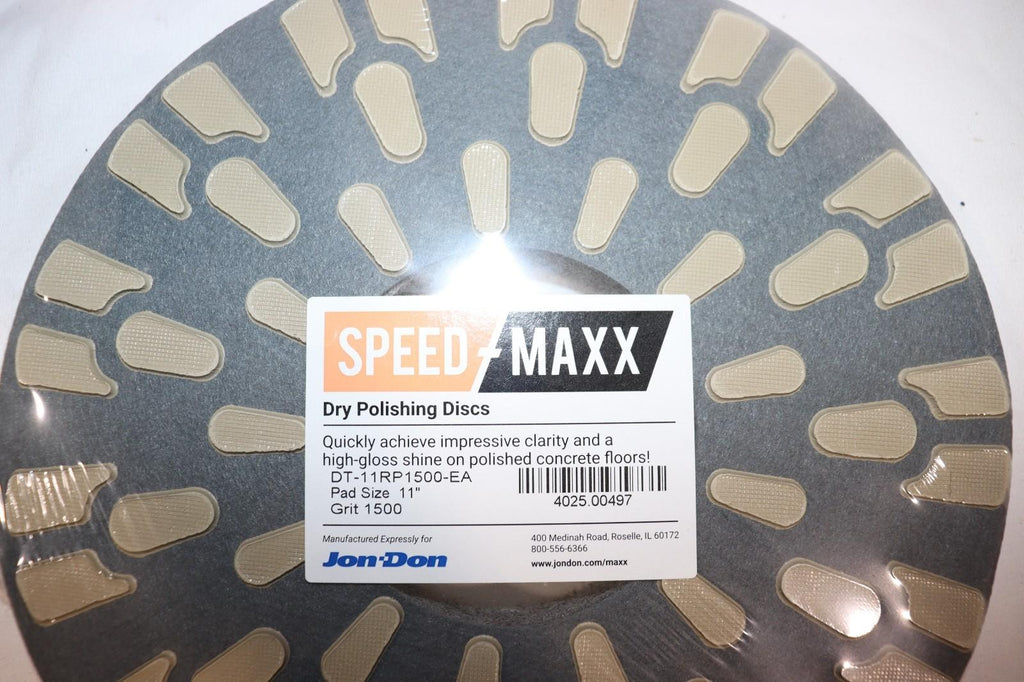 SPEED MAXX
Dry Polishing Discs
Quickly achieve impressive clarity and a
high-gloss shine on polished concrete floors!
DT-11RP1500-EA
Pad Size 11"
Grit 1500
4025.00497
Manufactured Expressly for
Jon-Don
400 Medinah Road, Roselle, IL 60172
800-556-6366
www.jondon.com/maxx